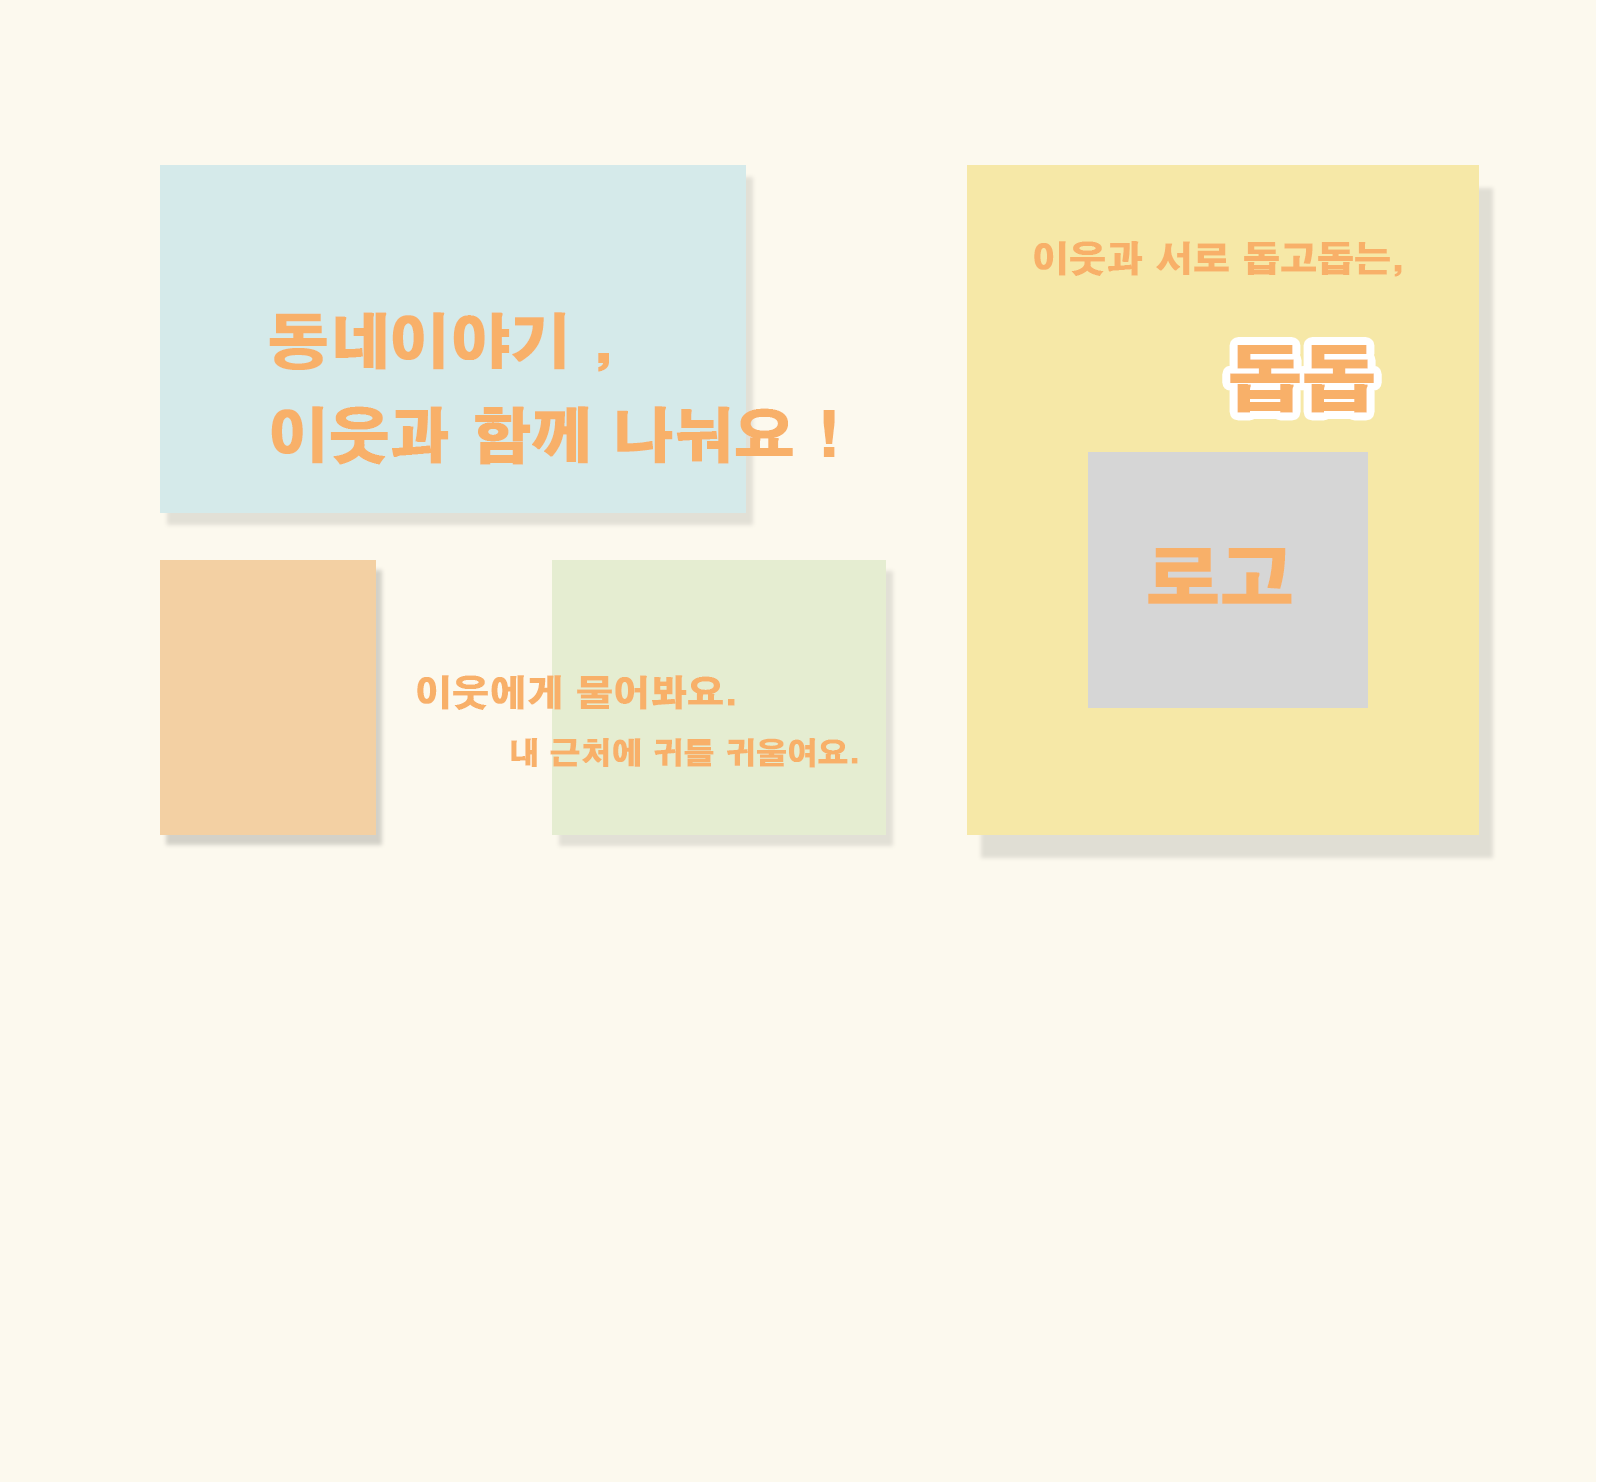 동네이야기 ,
이웃과 함께 나눠요 !
이웃에게 물어봐요.
내 근처에 귀를 귀울여요.
이웃과 서로 돕고돕는,
돕돕
로고